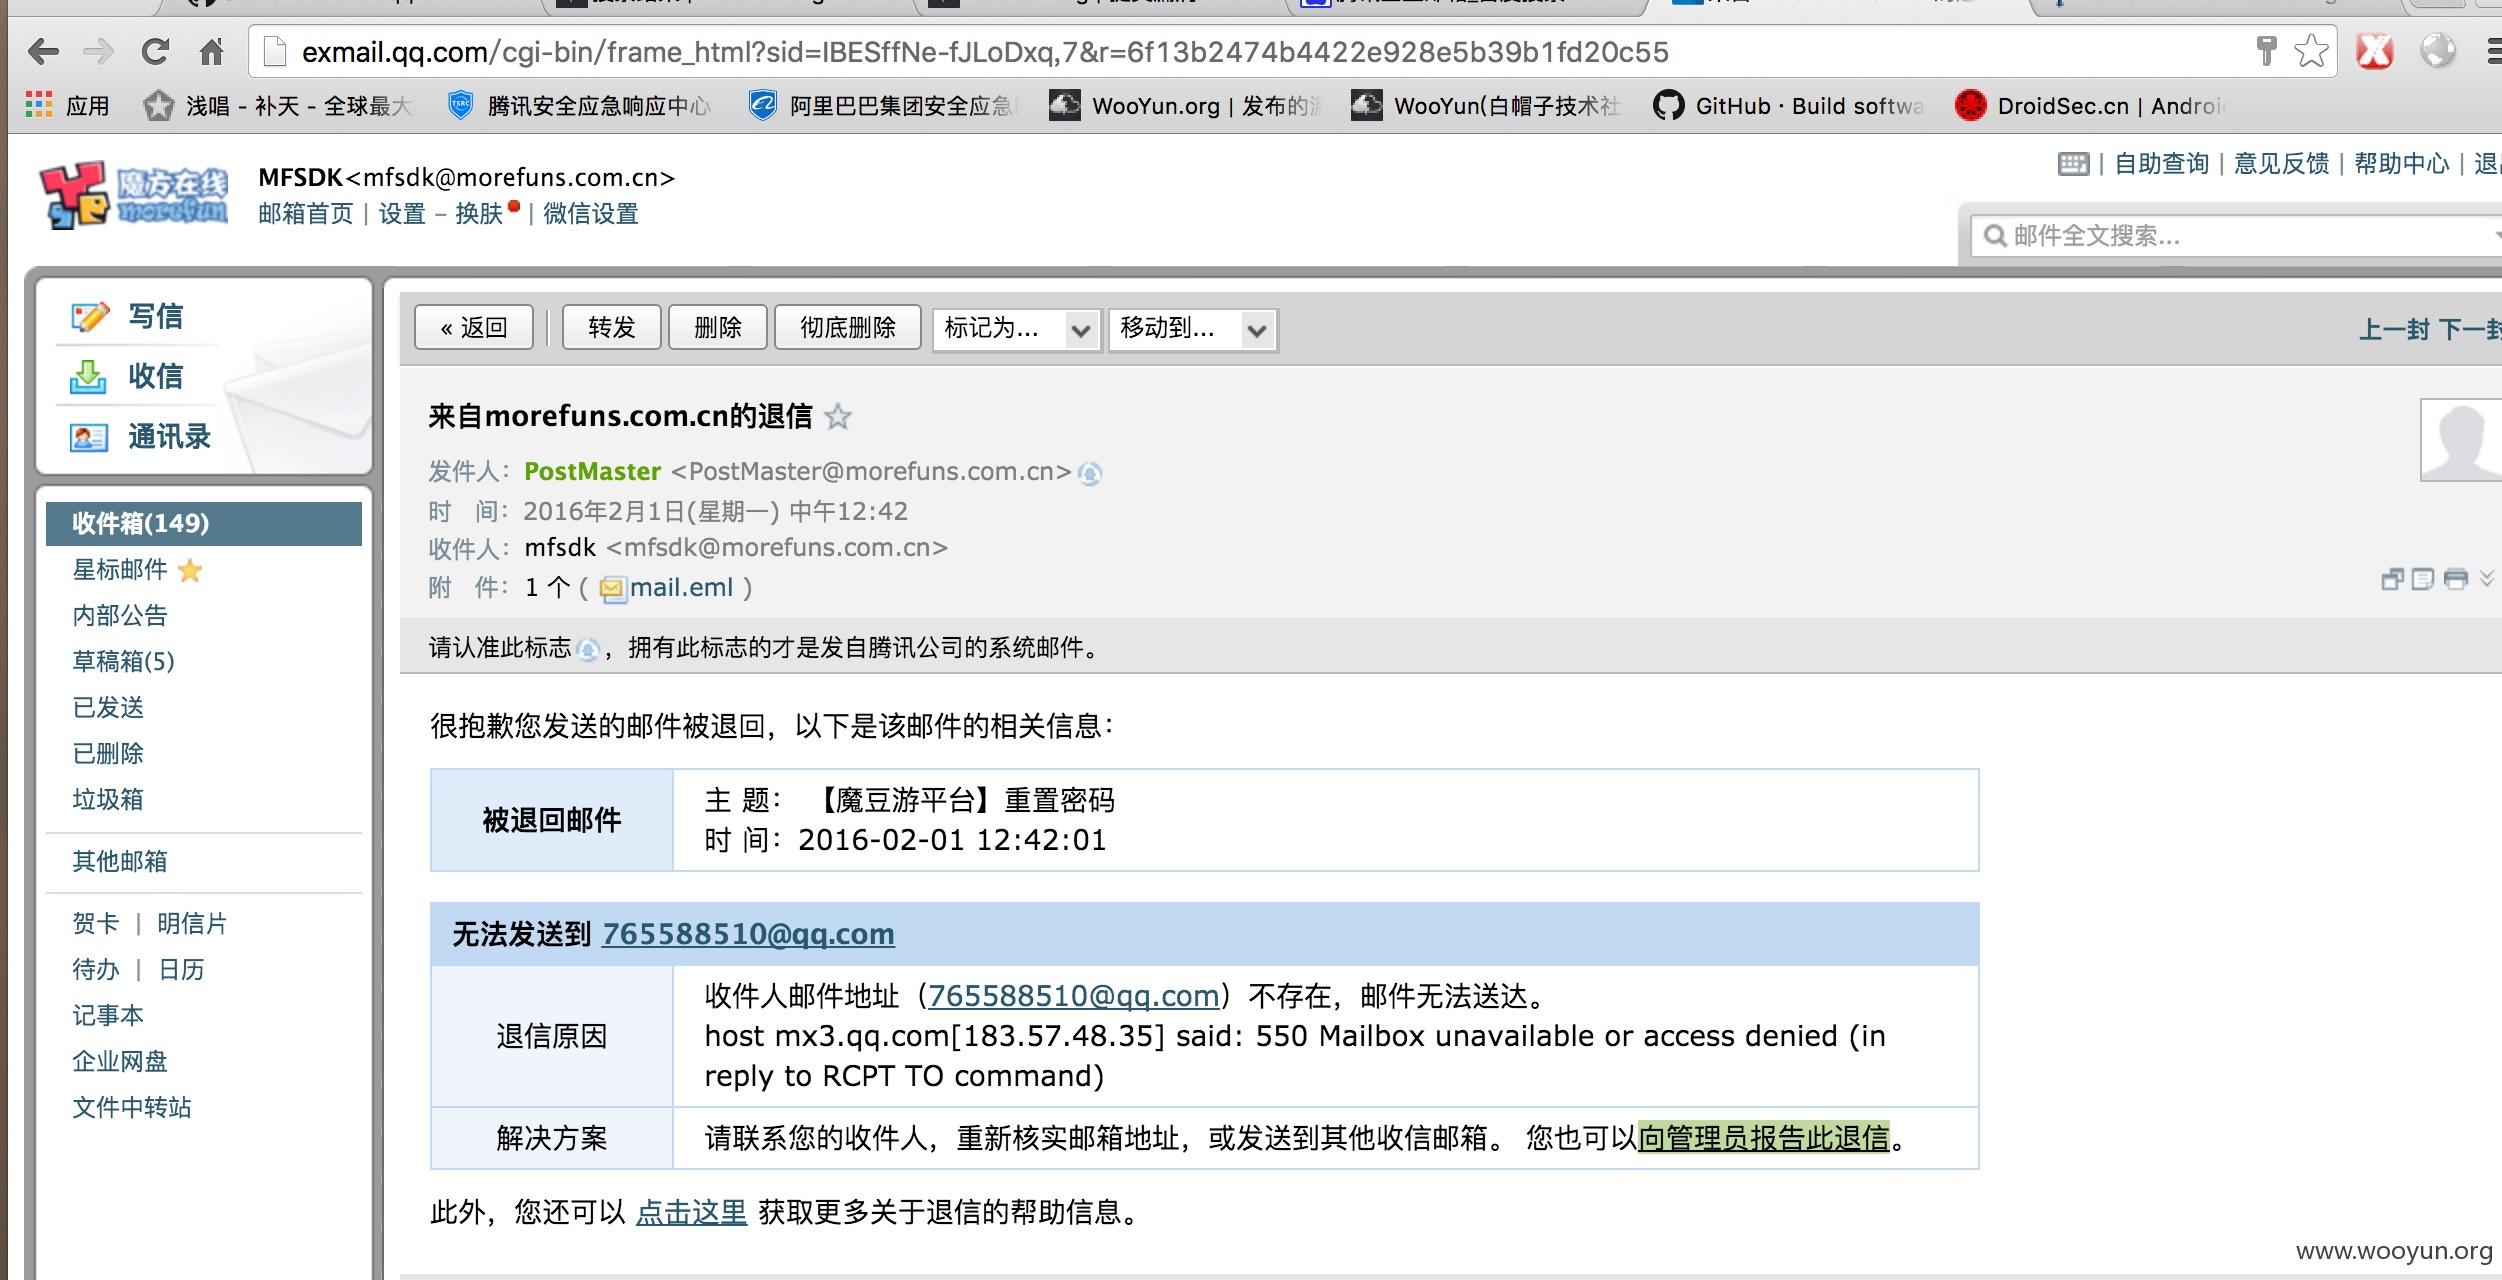 exmail.qq.com/cgi-bin/frame_html?sid=IBESffNe-fJLoDxq,7&r=6f13b2474b4422e928e5b39b1fd20c55
应用
浅唱 - 补天 - 全球最大
腾讯安全应急响应中心
阿里巴巴集团安全应急
WooYun.org | 发布的
WooYun(白帽子技术社
GitHub · Build softwa
DroidSec.cn | Androi
魔方在线
morefun
MFSDK<mfsdk@morefuns.com.cn>
邮箱首页 | 设置 - 换肤 | 微信设置
自助查询 | 意见反馈 | 帮助中心 |
邮件全文搜索...
写信
收信
通讯录
收件箱(149)
星标邮件
内部公告
草稿箱(5)
已发送
已删除
垃圾箱
其他邮箱
贺卡 | 明信片
待办 | 日历
记事本
企业网盘
文件中转站
« 返回
转发
删除
彻底删除
标记为...
移动到...
上一封 下一封
来自morefuns.com.cn的退信
发件人: PostMaster <PostMaster@morefuns.com.cn>
时 间: 2016年2月1日(星期一) 中午12:42
收件人: mfsdk <mfsdk@morefuns.com.cn>
附 件: 1 个 ( mail.eml )
请认准此标志，拥有此标志的才是发自腾讯公司的系统邮件。
很抱歉您发送的邮件被退回，以下是该邮件的相关信息：
被退回邮件
主 题： 【魔豆游平台】重置密码
时 间：2016-02-01 12:42:01
无法发送到 765588510@qq.com
退信原因
收件人邮件地址（765588510@qq.com）不存在，邮件无法送达。
host mx3.qq.com[183.57.48.35] said: 550 Mailbox unavailable or access denied (in
reply to RCPT TO command)
解决方案
请联系您的收件人，重新核实邮箱地址，或发送到其他收信邮箱。 您也可以向管理员报告此退信。
此外，您还可以 点击这里 获取更多关于退信的帮助信息。
www.wooyun.org